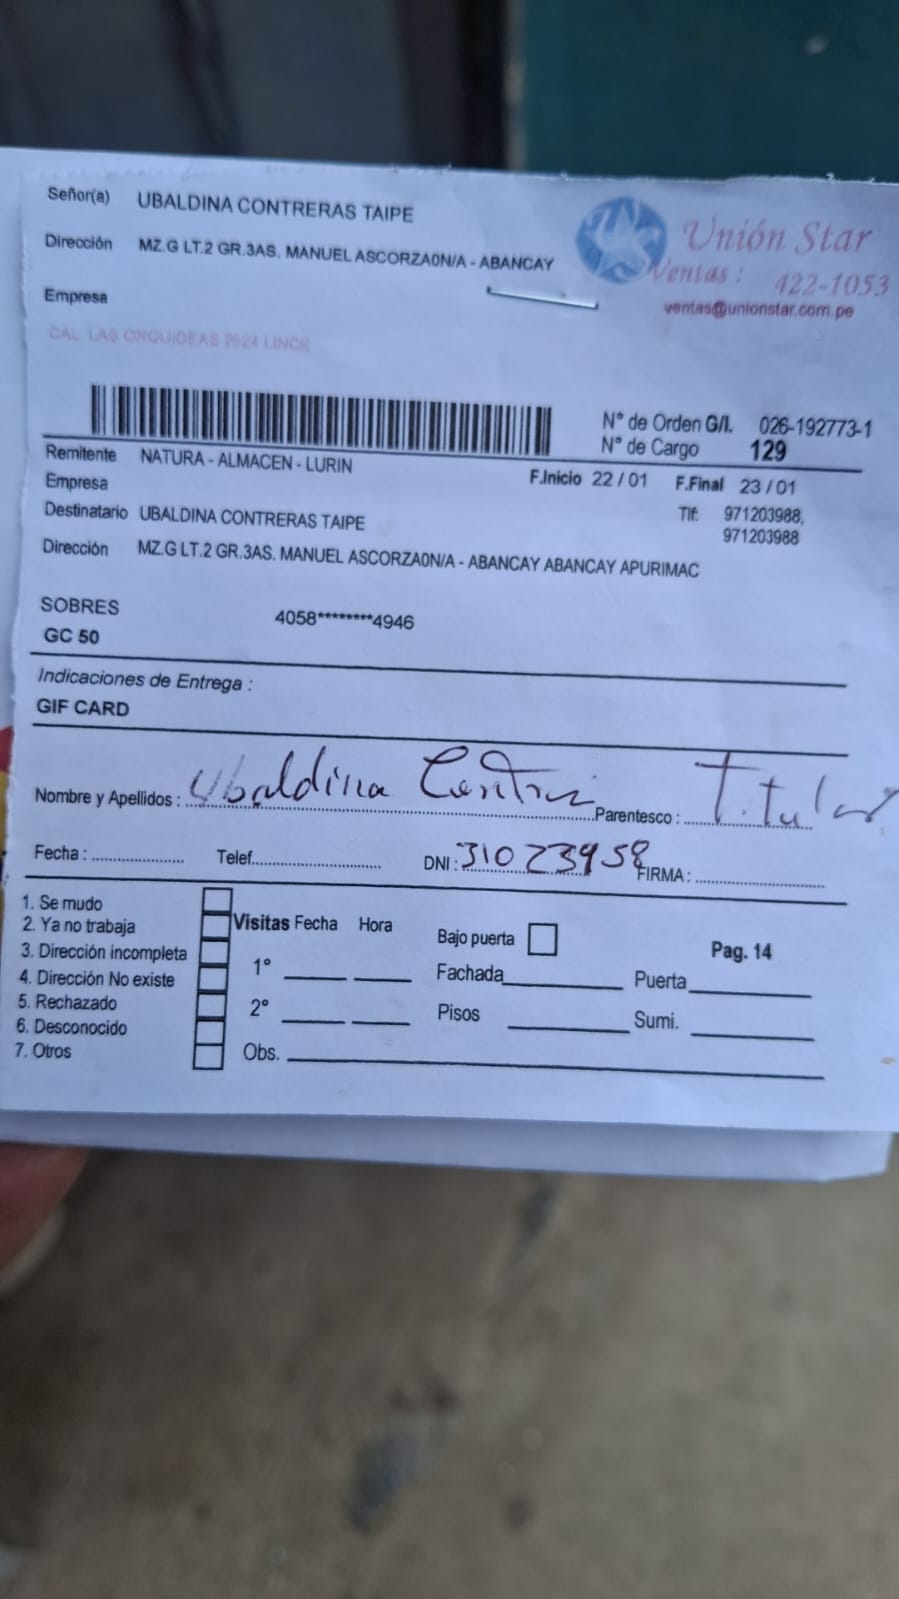 Señor(a) UBALDINA CONTRERAS TAIPE
Unión Star
Dirección MZ.G LT.2 GR.3AS. MANUEL ASCORZA0N/A - ABANCAY
Ventas : 422-1053
Empresa
ventas@unionstar.com.pe
CAL LAS ORQUIDEAS 2624 LINCE
N° de Orden G/I. 026-192773-1
N° de Cargo 129
Remitente NATURA - ALMACEN - LURIN
F.Inicio 22 / 01 F.Final 23 / 01
Empresa
Destinatario UBALDINA CONTRERAS TAIPE
Tlf: 971203988,
971203988
Dirección MZ.G LT.2 GR.3AS. MANUEL ASCORZA0N/A - ABANCAY ABANCAY APURIMAC
SOBRES 4058********4946
GC 50
Indicaciones de Entrega :
GIF CARD
Nombre y Apellidos : Ubaldina Parentesco : Titular
Fecha : Telef. DNI : 31023958 FIRMA :
1. Se mudo
2. Ya no trabaja
3. Dirección incompleta
4. Dirección No existe
5. Rechazado
6. Desconocido
7. Otros
Visitas Fecha Hora
1°
2°
Obs.
Bajo puerta
Pag. 14
Fachada Puerta
Pisos Sumi.